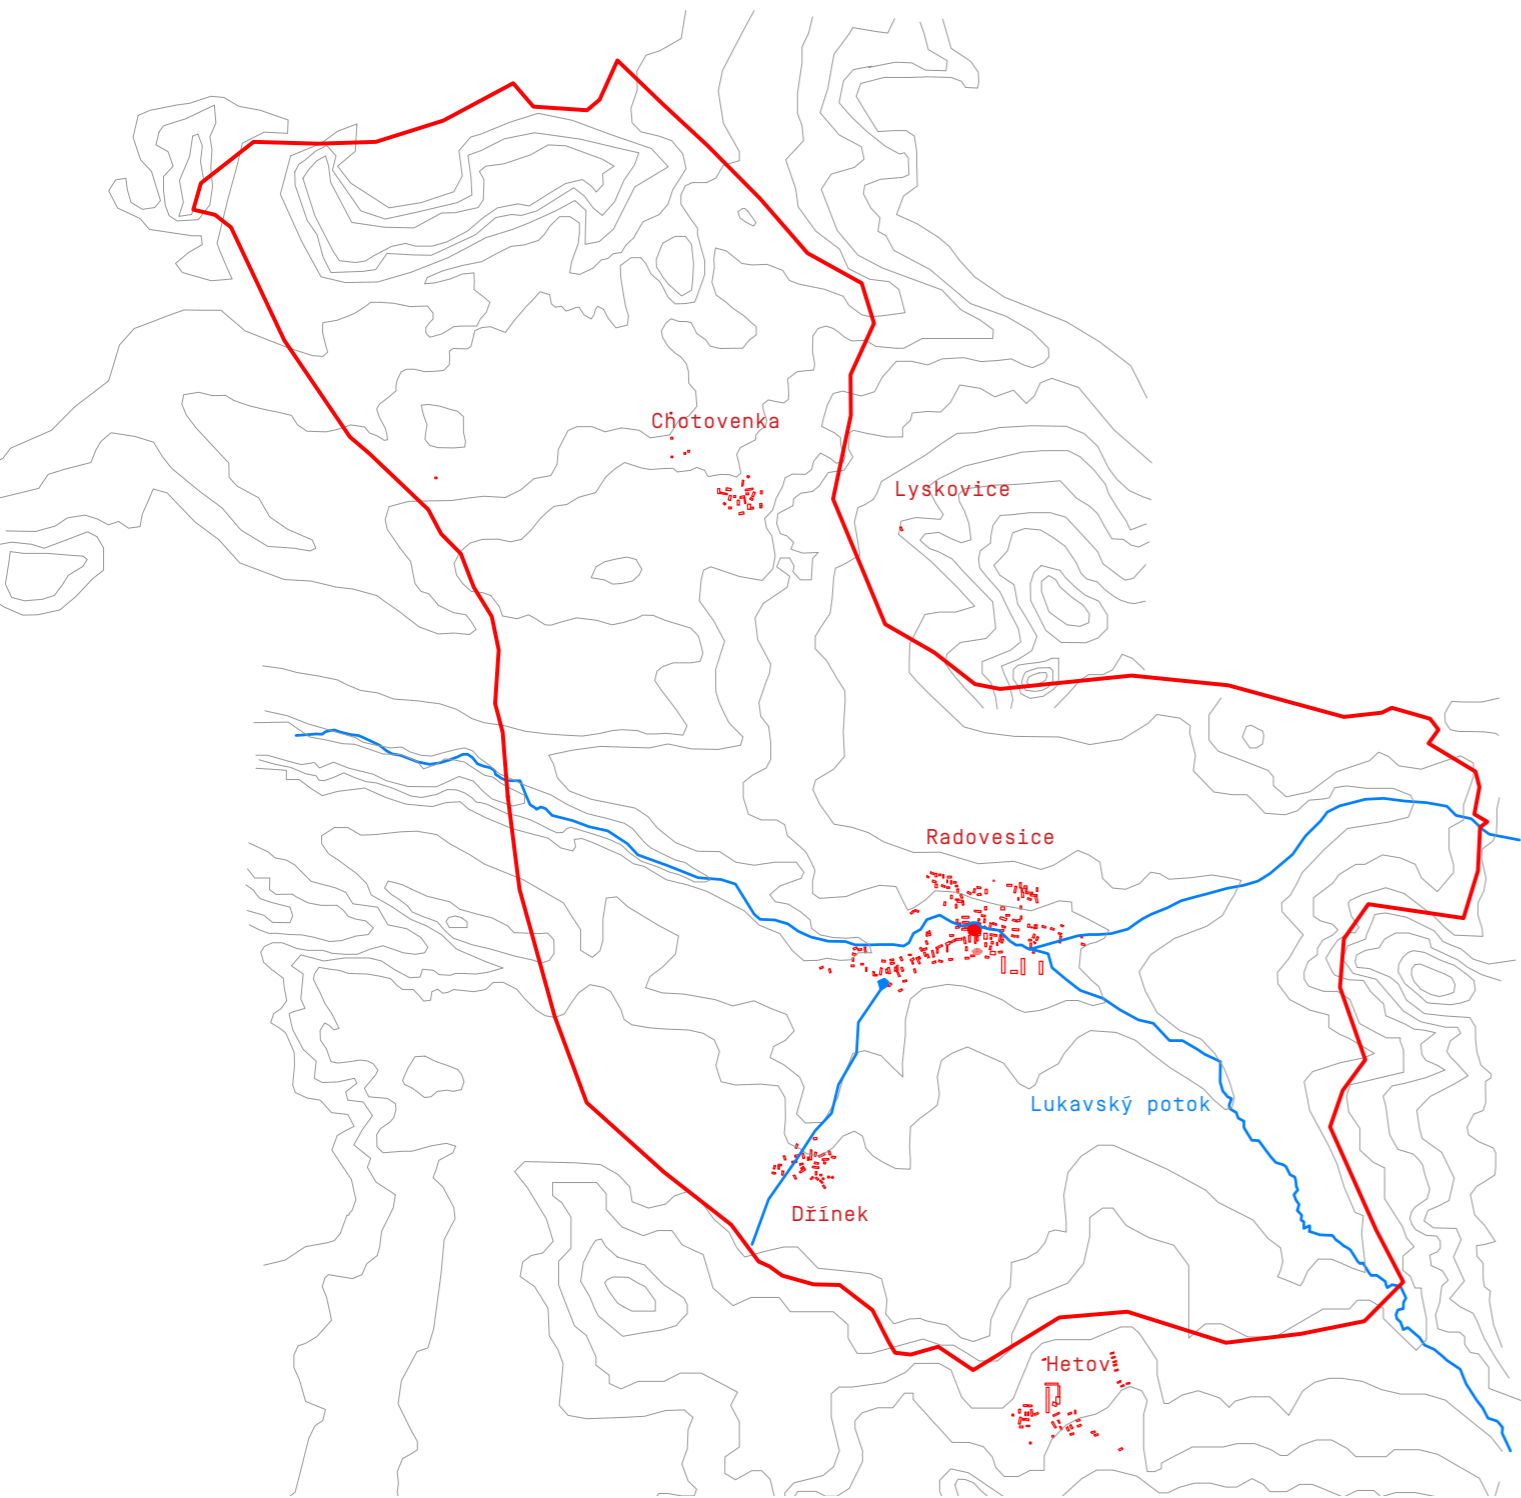 Chotovenka
Lyskovice
Radovesice
Lukavský potok
Dřínek
Hetov